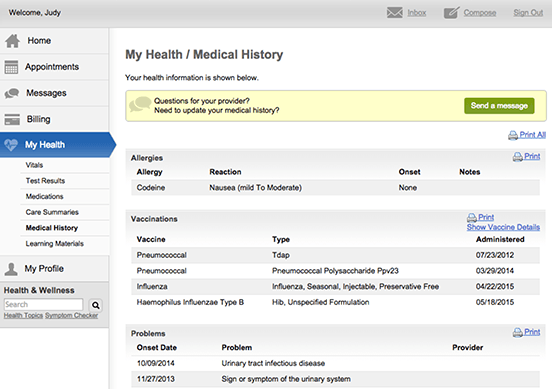 Welcome, Judy
Inbox
Compose
Sign Out
Home
Appointments
Messages
Billing
My Health
Vitals
Test Results
Medications
Care Summaries
Medical History
Learning Materials
My Profile
Health & Wellness
Search
Health Topics Symptom Checker
My Health / Medical History
Your health information is shown below.
Questions for your provider?
Need to update your medical history?
Send a message
Print All
Allergies Print
Allergy Reaction Onset Notes
Codeine Nausea (mild To Moderate) None
Vaccinations Print
Show Vaccine Details
Vaccine Type Administered
Pneumococcal Tdap 07/23/2012
Pneumococcal Pneumococcal Polysaccharide Ppv23 03/29/2014
Influenza Influenza, Seasonal, Injectable, Preservative Free 04/22/2015
Haemophilus Influenzae Type B Hib, Unspecified Formulation 05/18/2015
Problems Print
Onset Date Problem Provider
10/09/2014 Urinary tract infectious disease
11/27/2013 Sign or symptom of the urinary system